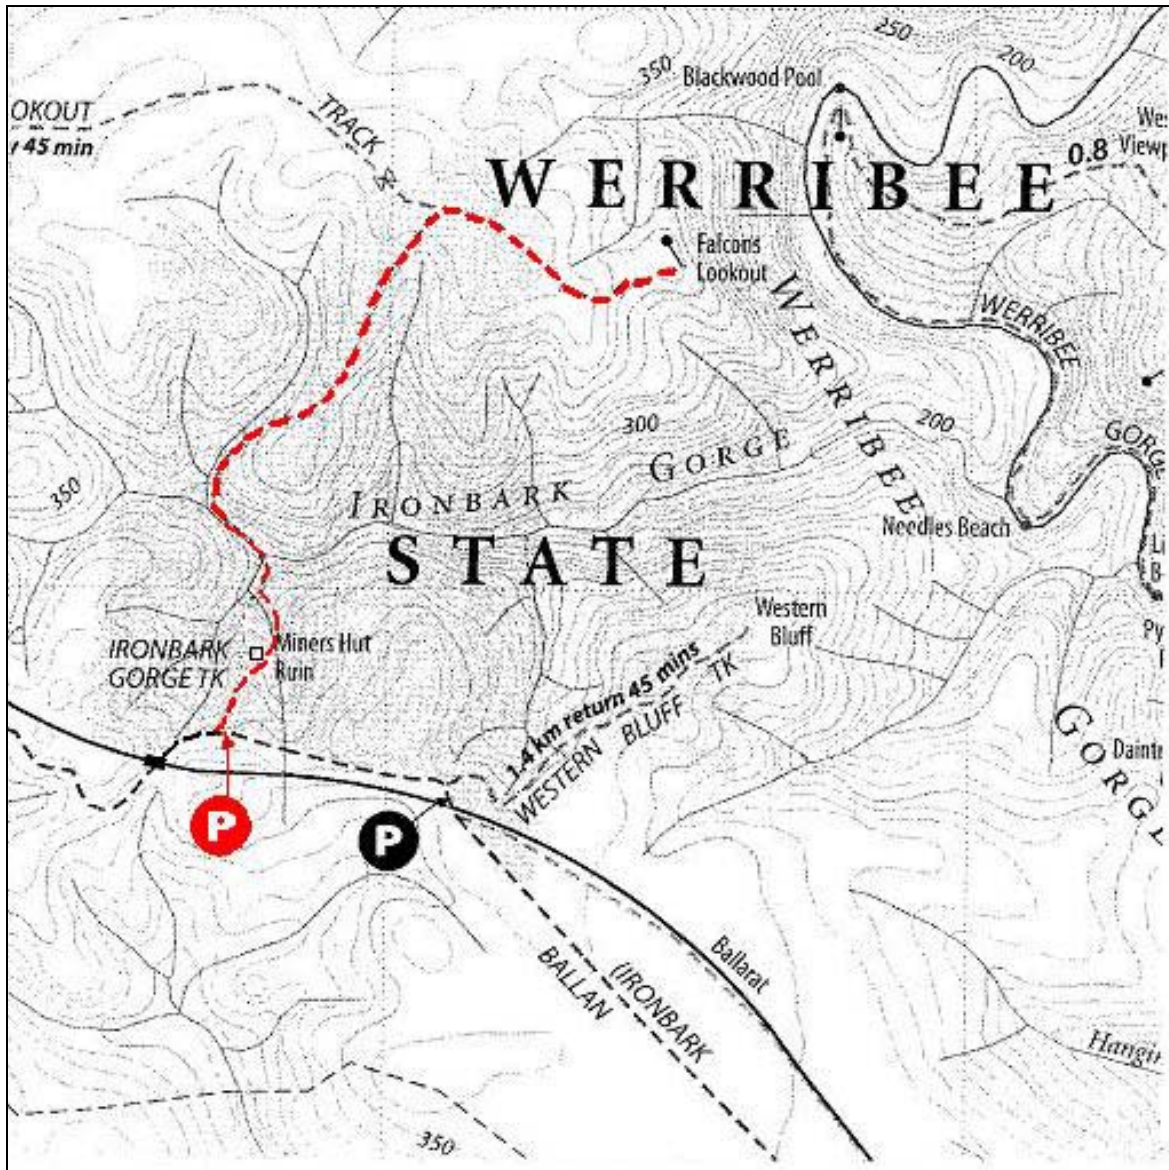 250
200
350
Blackwood Pool
OKOUT
45 min
TRACK
0.8
WERRIBEE
Falcons
Lookout
WERRIBEE
WERRIBEE
GORGE
300
200
IRONBARK GORGE
350
STATE
Needles Beach
Western
Bluff
IRONBARK
GORGE TK
Miners Hut
Ruin
1.4 km return 45 mins
WESTERN BLUFF TK
GORGE
P
P
Ballarat
(IRONBARK
BALLAN
350